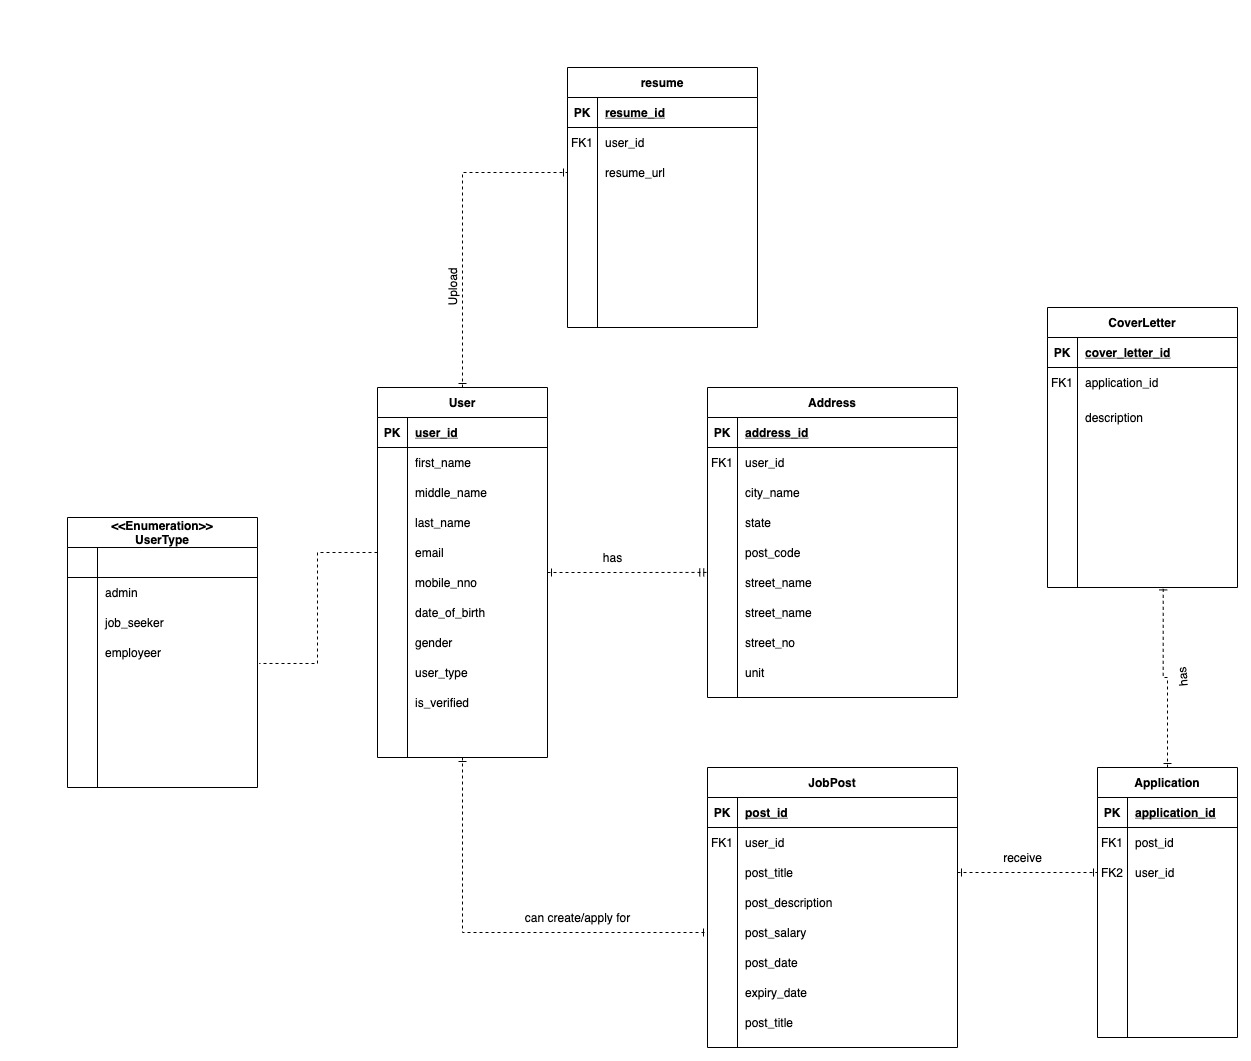 resume
PK resume_id
FK1 user_id
resume_url
Upload
CoverLetter
PK cover_letter_id
FK1 application_id
description
User
PK user_id
first_name
middle_name
last_name
email
mobile_nno
date_of_birth
gender
user_type
is_verified
Address
PK address_id
FK1 user_id
city_name
state
post_code
street_name
street_name
street_no
unit
<<Enumeration>>
UserType
admin
job_seeker
employeer
has
has
JobPost
PK post_id
FK1 user_id
post_title
post_description
post_salary
post_date
expiry_date
post_title
Application
PK application_id
FK1 post_id
FK2 user_id
receive
can create/apply for